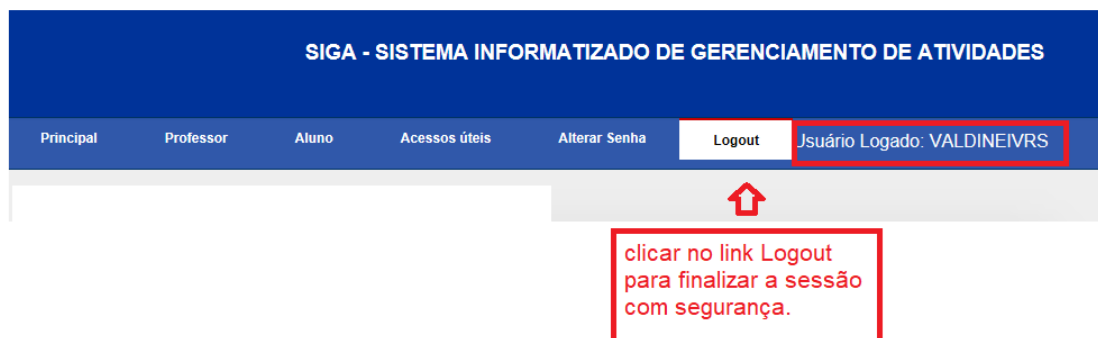 SIGA - SISTEMA INFORMATIZADO DE GERENCIAMENTO DE ATIVIDADES
Principal Professor Aluno Acessos úteis Alterar Senha Logout Usuário Logado: VALDINEIVRS
clicar no link Logout
para finalizar a sessão
com segurança.